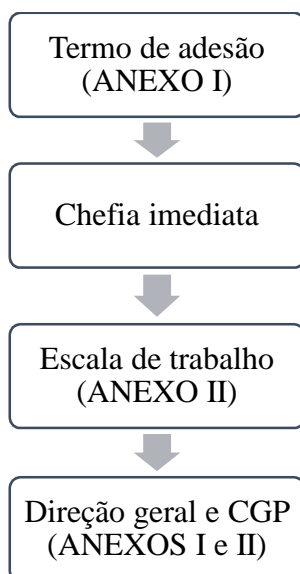 Termo de adesão
(ANEXO I)
Chefia imediata
Escala de trabalho
(ANEXO II)
Direção geral e CGP
(ANEXOS I e II)